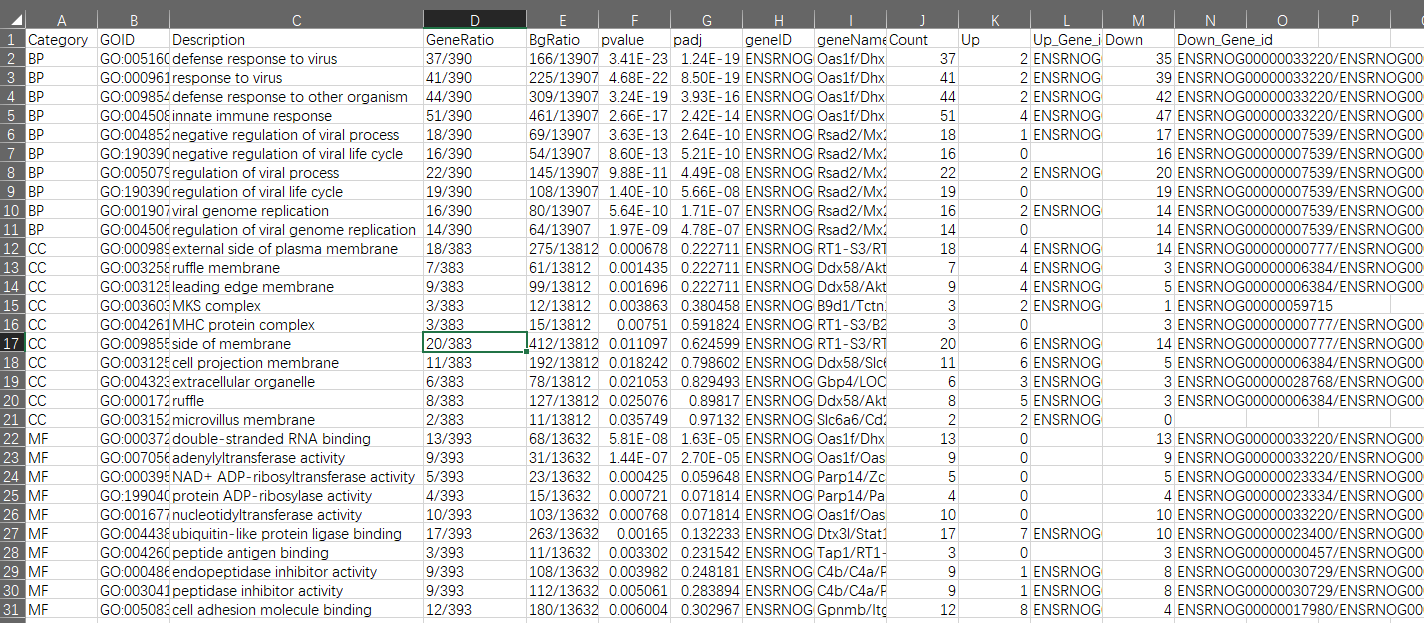 A B C D E F G H I J K L M N O P
1 Category GOID Description GeneRatio BgRatio pvalue padj geneID geneName Count Up Up_Gene_i Down Down_Gene_id
2 BP GO:005160 defense response to virus 37/390 166/13907 3.41E-23 1.24E-19 ENSRNOG Oas1f/Dhx 37 2 ENSRNOG 35 ENSRNOG00000033220/ENSRNOG00
3 BP GO:000961 response to virus 41/390 225/13907 4.68E-22 8.50E-19 ENSRNOG Oas1f/Dhx 41 2 ENSRNOG 39 ENSRNOG00000033220/ENSRNOG00
4 BP GO:009854 defense response to other organism 44/390 309/13907 3.24E-19 3.93E-16 ENSRNOG Oas1f/Dhx 44 2 ENSRNOG 42 ENSRNOG00000033220/ENSRNOG00
5 BP GO:004508 innate immune response 51/390 461/13907 2.66E-17 2.42E-14 ENSRNOG Oas1f/Dhx 51 4 ENSRNOG 47 ENSRNOG00000033220/ENSRNOG00
6 BP GO:004852 negative regulation of viral process 18/390 69/13907 3.63E-13 2.64E-10 ENSRNOG Rsad2/Mx2 18 1 ENSRNOG 17 ENSRNOG00000007539/ENSRNOG00
7 BP GO:190390 negative regulation of viral life cycle 16/390 54/13907 8.60E-13 5.21E-10 ENSRNOG Rsad2/Mx2 16 0 16 ENSRNOG00000007539/ENSRNOG00
8 BP GO:005079 regulation of viral process 22/390 145/13907 9.88E-11 4.49E-08 ENSRNOG Rsad2/Mx2 22 2 ENSRNOG 20 ENSRNOG00000007539/ENSRNOG00
9 BP GO:190390 regulation of viral life cycle 19/390 108/13907 1.40E-10 5.66E-08 ENSRNOG Rsad2/Mx2 19 0 19 ENSRNOG00000007539/ENSRNOG00
10 BP GO:001907 viral genome replication 16/390 80/13907 5.64E-10 1.71E-07 ENSRNOG Rsad2/Mx2 16 2 ENSRNOG 14 ENSRNOG00000007539/ENSRNOG00
11 BP GO:004506 regulation of viral genome replication 14/390 64/13907 1.97E-09 4.78E-07 ENSRNOG Rsad2/Mx2 14 0 14 ENSRNOG00000007539/ENSRNOG00
12 CC GO:000989 external side of plasma membrane 18/383 275/13812 0.000678 0.222711 ENSRNOG RT1-S3/RT 18 4 ENSRNOG 14 ENSRNOG00000000777/ENSRNOG00
13 CC GO:003258 ruffle membrane 7/383 61/13812 0.001435 0.222711 ENSRNOG Ddx58/Akt 7 4 ENSRNOG 3 ENSRNOG00000006384/ENSRNOG00
14 CC GO:003125 leading edge membrane 9/383 99/13812 0.001696 0.222711 ENSRNOG Ddx58/Akt 9 4 ENSRNOG 5 ENSRNOG00000006384/ENSRNOG00
15 CC GO:003603 MKS complex 3/383 12/13812 0.003863 0.380458 ENSRNOG B9d1/Tctn 3 2 ENSRNOG 1 ENSRNOG00000059715
16 CC GO:004261 MHC protein complex 3/383 15/13812 0.00751 0.591824 ENSRNOG RT1-S3/B2 3 0 3 ENSRNOG00000000777/ENSRNOG00
17 CC GO:009855 side of membrane 20/383 412/13812 0.011097 0.624599 ENSRNOG RT1-S3/RT 20 6 ENSRNOG 14 ENSRNOG00000000777/ENSRNOG00
18 CC GO:003125 cell projection membrane 11/383 192/13812 0.018242 0.798602 ENSRNOG Ddx58/Slc6 11 6 ENSRNOG 5 ENSRNOG00000006384/ENSRNOG00
19 CC GO:004323 extracellular organelle 6/383 78/13812 0.021053 0.829493 ENSRNOG Gbp4/LOC 6 3 ENSRNOG 3 ENSRNOG00000028768/ENSRNOG00
20 CC GO:000172 ruffle 8/383 127/13812 0.025076 0.89817 ENSRNOG Ddx58/Akt 8 5 ENSRNOG 3 ENSRNOG00000006384/ENSRNOG00
21 CC GO:003152 microvillus membrane 2/383 11/13812 0.035749 0.97132 ENSRNOG Slc6a6/Cd2 2 2 ENSRNOG 0
22 MF GO:000372 double-stranded RNA binding 13/393 68/13632 5.81E-08 1.63E-05 ENSRNOG Oas1f/Dhx 13 0 13 ENSRNOG00000033220/ENSRNOG00
23 MF GO:007056 adenylyltransferase activity 9/393 31/13632 1.44E-07 2.70E-05 ENSRNOG Oas1f/Oas 9 0 9 ENSRNOG00000033220/ENSRNOG00
24 MF GO:000395 NAD+ ADP-ribosyltransferase activity 5/393 23/13632 0.000425 0.059648 ENSRNOG Parp14/Zc 5 0 5 ENSRNOG00000023334/ENSRNOG00
25 MF GO:199040 protein ADP-ribosylase activity 4/393 15/13632 0.000721 0.071814 ENSRNOG Parp14/Pa 4 0 4 ENSRNOG00000023334/ENSRNOG00
26 MF GO:001677 nucleotidyltransferase activity 10/393 103/13632 0.000768 0.071814 ENSRNOG Oas1f/Oas 10 0 10 ENSRNOG00000033220/ENSRNOG00
27 MF GO:004438 ubiquitin-like protein ligase binding 17/393 263/13632 0.00165 0.132233 ENSRNOG Dtx3l/Stat1 17 7 ENSRNOG 10 ENSRNOG00000023400/ENSRNOG00
28 MF GO:004260 peptide antigen binding 3/393 11/13632 0.003302 0.231542 ENSRNOG Tap1/RT1- 3 0 3 ENSRNOG00000000457/ENSRNOG00
29 MF GO:000486 endopeptidase inhibitor activity 9/393 108/13632 0.003982 0.248181 ENSRNOG C4b/C4a/F 9 1 ENSRNOG 8 ENSRNOG00000030729/ENSRNOG00
30 MF GO:003041 peptidase inhibitor activity 9/393 112/13632 0.005061 0.283894 ENSRNOG C4b/C4a/F 9 1 ENSRNOG 8 ENSRNOG00000030729/ENSRNOG00
31 MF GO:005083 cell adhesion molecule binding 12/393 180/13632 0.006004 0.302967 ENSRNOG Gpnmb/Itg 12 8 ENSRNOG 4 ENSRNOG00000017980/ENSRNOG00